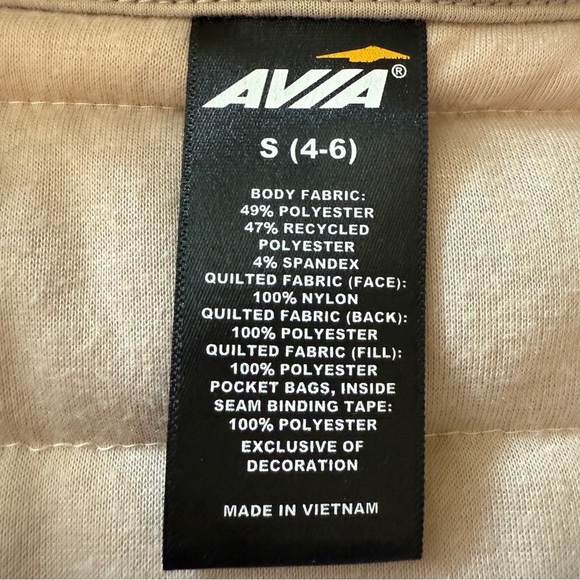 AVIA®
S (4-6)
BODY FABRIC:
49% POLYESTER
47% RECYCLED
POLYESTER
4% SPANDEX
QUILTED FABRIC (FACE):
100% NYLON
QUILTED FABRIC (BACK):
100% POLYESTER
QUILTED FABRIC (FILL):
100% POLYESTER
POCKET BAGS, INSIDE
SEAM BINDING TAPE:
100% POLYESTER
EXCLUSIVE OF
DECORATION
MADE IN VIETNAM